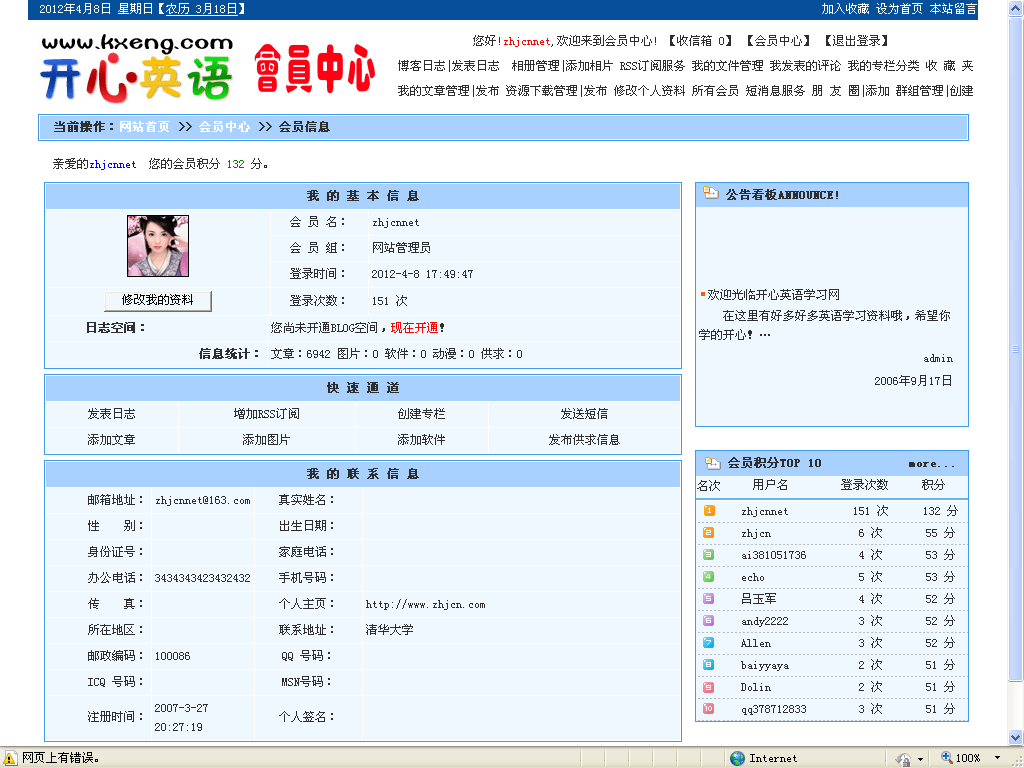 2012年4月8日 星期日【农历 3月18日】 加入收藏 设为首页 本站留言
www.kxeng.com
开心·英语 會員中心
您好!zhjcnnet,欢迎来到会员中心! 【收信箱 0】 【会员中心】 【退出登录】
博客日志|发表日志 相册管理|添加相片 RSS订阅服务 我的文件管理 我发表的评论 我的专栏分类 收 藏 夹
我的文章管理|发布 资源下载管理|发布 修改个人资料 所有会员 短消息服务 朋 友 圈|添加 群组管理|创建
当前操作：网站首页 >> 会员中心 >> 会员信息
亲爱的zhjcnnet 您的会员积分 132 分。
我 的 基 本 信 息
会 员 名： zhjcnnet
会 员 组： 网站管理员
登录时间： 2012-4-8 17:49:47
修改我的资料
登录次数： 151 次
日志空间： 您尚未开通BLOG空间，现在开通！
信息统计： 文章：6942 图片：0 软件：0 动漫：0 供求：0
快 速 通 道
发表日志 增加RSS订阅 创建专栏 发送短信
添加文章 添加图片 添加软件 发布供求信息
我 的 联 系 信 息
邮箱地址： zhjcnnet@163.com 真实姓名：
性 别： 出生日期：
身份证号： 家庭电话：
办公电话： 3434343423432432 手机号码：
传 真： 个人主页： http://www.zhjcn.com
所在地区： 联系地址： 清华大学
邮政编码： 100086 QQ 号码：
ICQ 号码： MSN号码：
注册时间： 2007-3-27 20:27:19 个人签名：
公告看板ANNOUNCE!
欢迎光临开心英语学习网
在这里有好多好多英语学习资料哦，希望你
学的开心！…
admin
2006年9月17日
会员积分TOP 10 more...
名次 用户名 登录次数 积分
1 zhjcnnet 151 次 132 分
2 zhjcn 6 次 55 分
3 ai381051736 4 次 53 分
4 echo 5 次 53 分
5 吕玉军 4 次 52 分
6 andy2222 3 次 52 分
7 Allen 3 次 52 分
8 baiyyaya 2 次 51 分
9 Dolin 2 次 51 分
10 qq378712833 3 次 51 分
网页上有错误。 Internet 100%